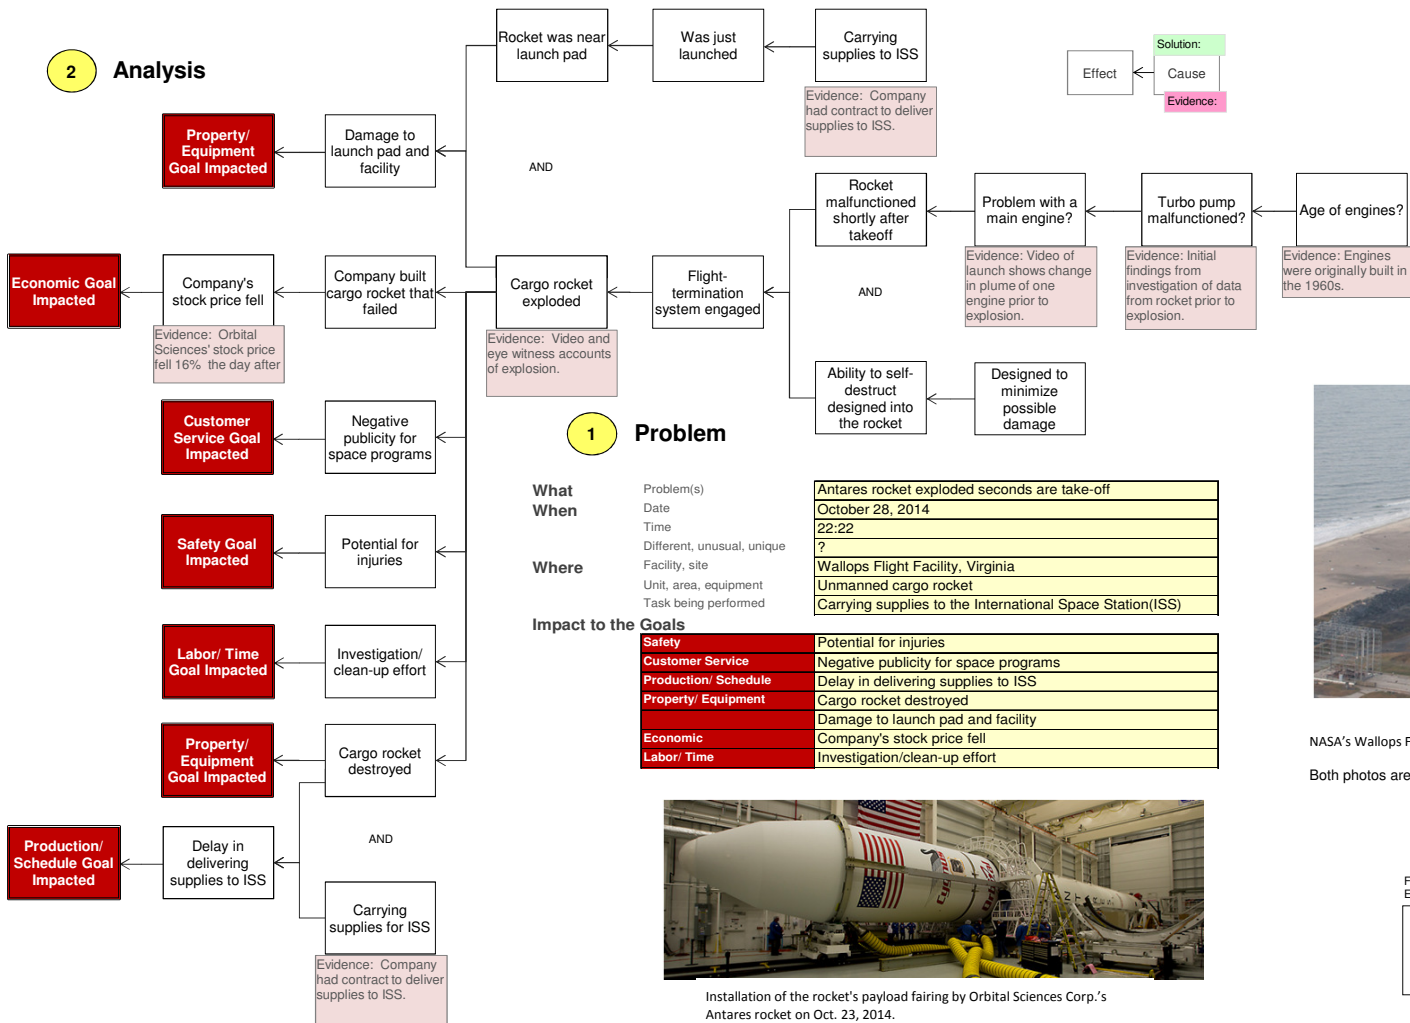 2 Analysis
Rocket was near
launch pad
Was just
launched
Carrying
supplies to ISS
Evidence: Company
had contract to deliver
supplies to ISS.
Solution:
Effect
Cause
Evidence:
Property/
Equipment
Goal Impacted
Damage to
launch pad and
facility
AND
Rocket
malfunctioned
shortly after
takeoff
Problem with a
main engine?
Evidence: Video of
launch shows change
in plume of one
engine prior to
explosion.
Turbo pump
malfunctioned?
Evidence: Initial
findings from
investigation of data
from rocket prior to
explosion.
Age of engines?
Evidence: Engines
were originally built in
the 1960s.
Economic Goal
Impacted
Company's
stock price fell
Evidence: Orbital
Sciences' stock price
fell 16% the day after
Company built
cargo rocket that
failed
Cargo rocket
exploded
Evidence: Video and
eye witness accounts
of explosion.
Flight-
termination
system engaged
AND
Ability to self-
destruct
designed into
the rocket
Designed to
minimize
possible
damage
Customer
Service Goal
Impacted
Negative
publicity for
space programs
Safety Goal
Impacted
Potential for
injuries
Labor/ Time
Goal Impacted
Investigation/
clean-up effort
Property/
Equipment
Goal Impacted
Cargo rocket
destroyed
AND
Production/
Schedule Goal
Impacted
Delay in
delivering
supplies to ISS
Carrying
supplies for ISS
Evidence: Company
had contract to deliver
supplies to ISS.
1 Problem
What Problem(s) Antares rocket exploded seconds are take-off
When Date October 28, 2014
Time 22:22
Different, unusual, unique ?
Where Facility, site Wallops Flight Facility, Virginia
Unit, area, equipment Unmanned cargo rocket
Task being performed Carrying supplies to the International Space Station(ISS)
Impact to the Goals
Safety Potential for injuries
Customer Service Negative publicity for space programs
Production/ Schedule Delay in delivering supplies to ISS
Property/ Equipment Cargo rocket destroyed
Damage to launch pad and facility
Economic Company's stock price fell
Labor/ Time Investigation/clean-up effort
Installation of the rocket's payload fairing by Orbital Sciences Corp.'s
Antares rocket on Oct. 23, 2014.
NASA's Wallops F
Both photos are
F
E